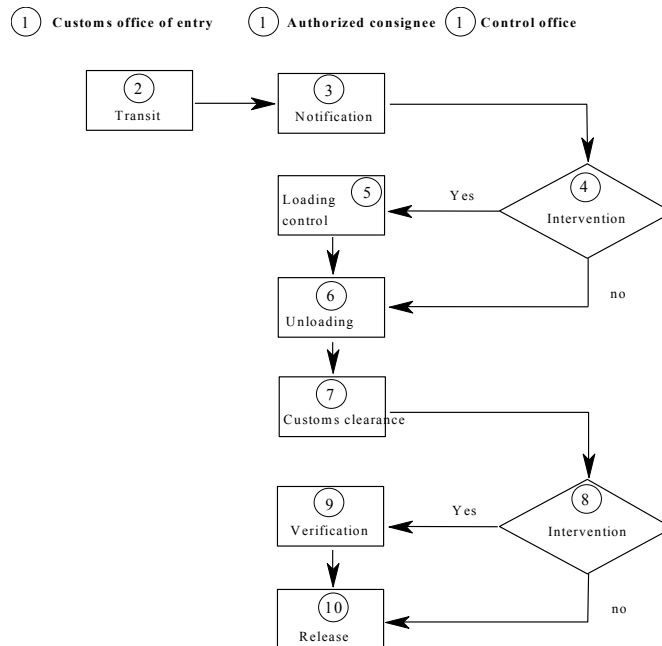 1 Customs office of entry 1 Authorized consignee 1 Control office
2 3
Transit Notification
4
Intervention
Yes
5
Loading
control
no
6
Unloading
7
Customs clearance
8
Intervention
Yes
9
Verification
no
10
Release